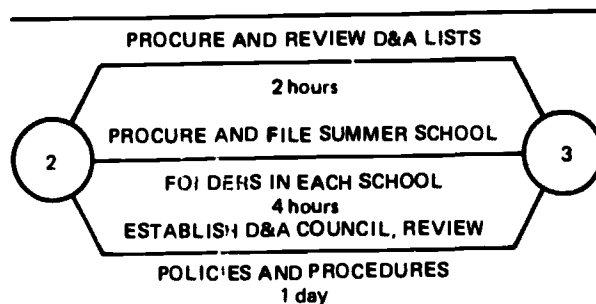 PROCURE AND REVIEW D&A LISTS
2 hours
2
PROCURE AND FILE SUMMER SCHOOL
3
FOLDERS IN EACH SCHOOL
4 hours
ESTABLISH D&A COUNCIL, REVIEW
POLICIES AND PROCEDURES
1 day